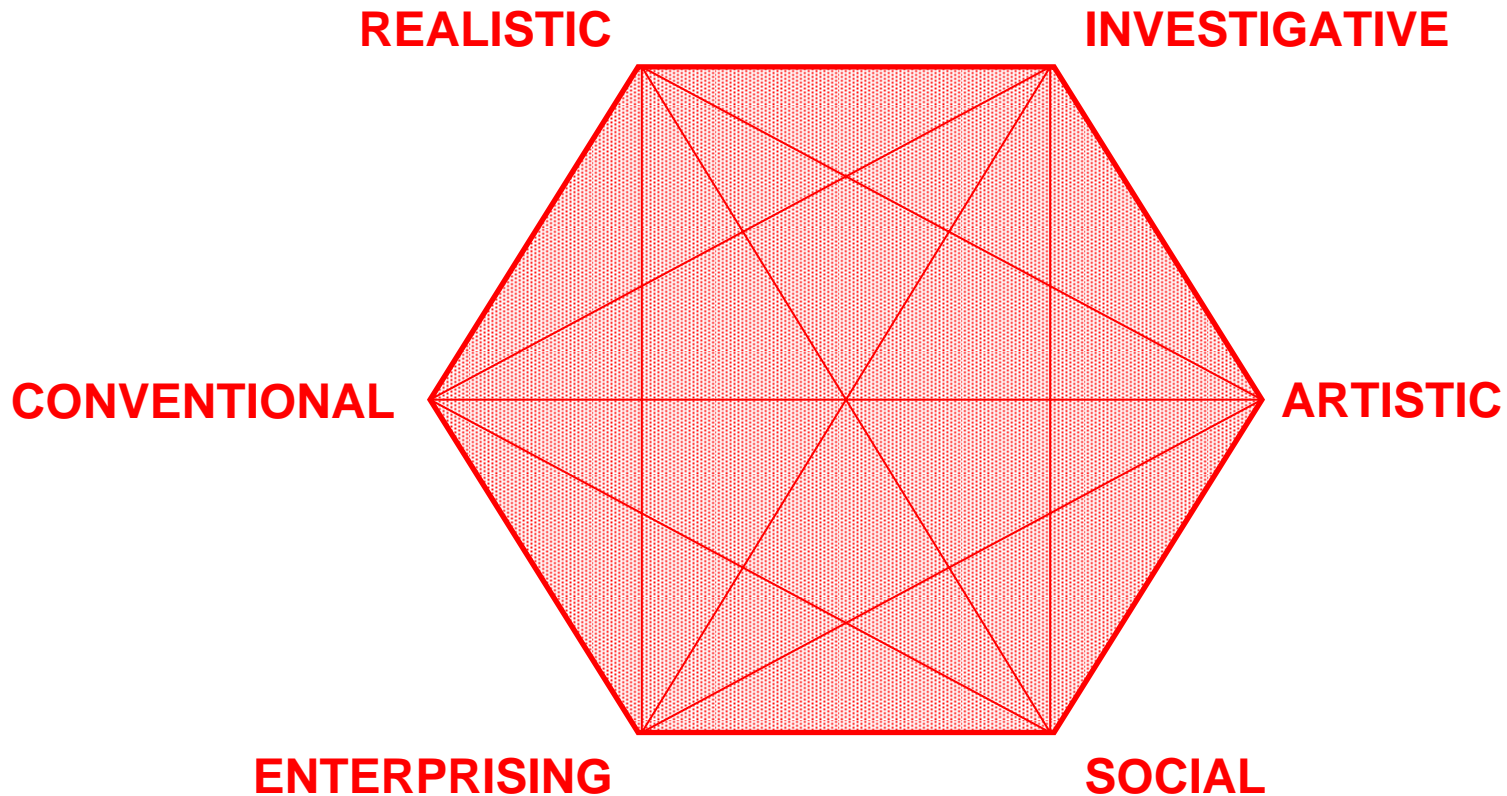 REALISTIC
INVESTIGATIVE
CONVENTIONAL
ARTISTIC
ENTERPRISING
SOCIAL